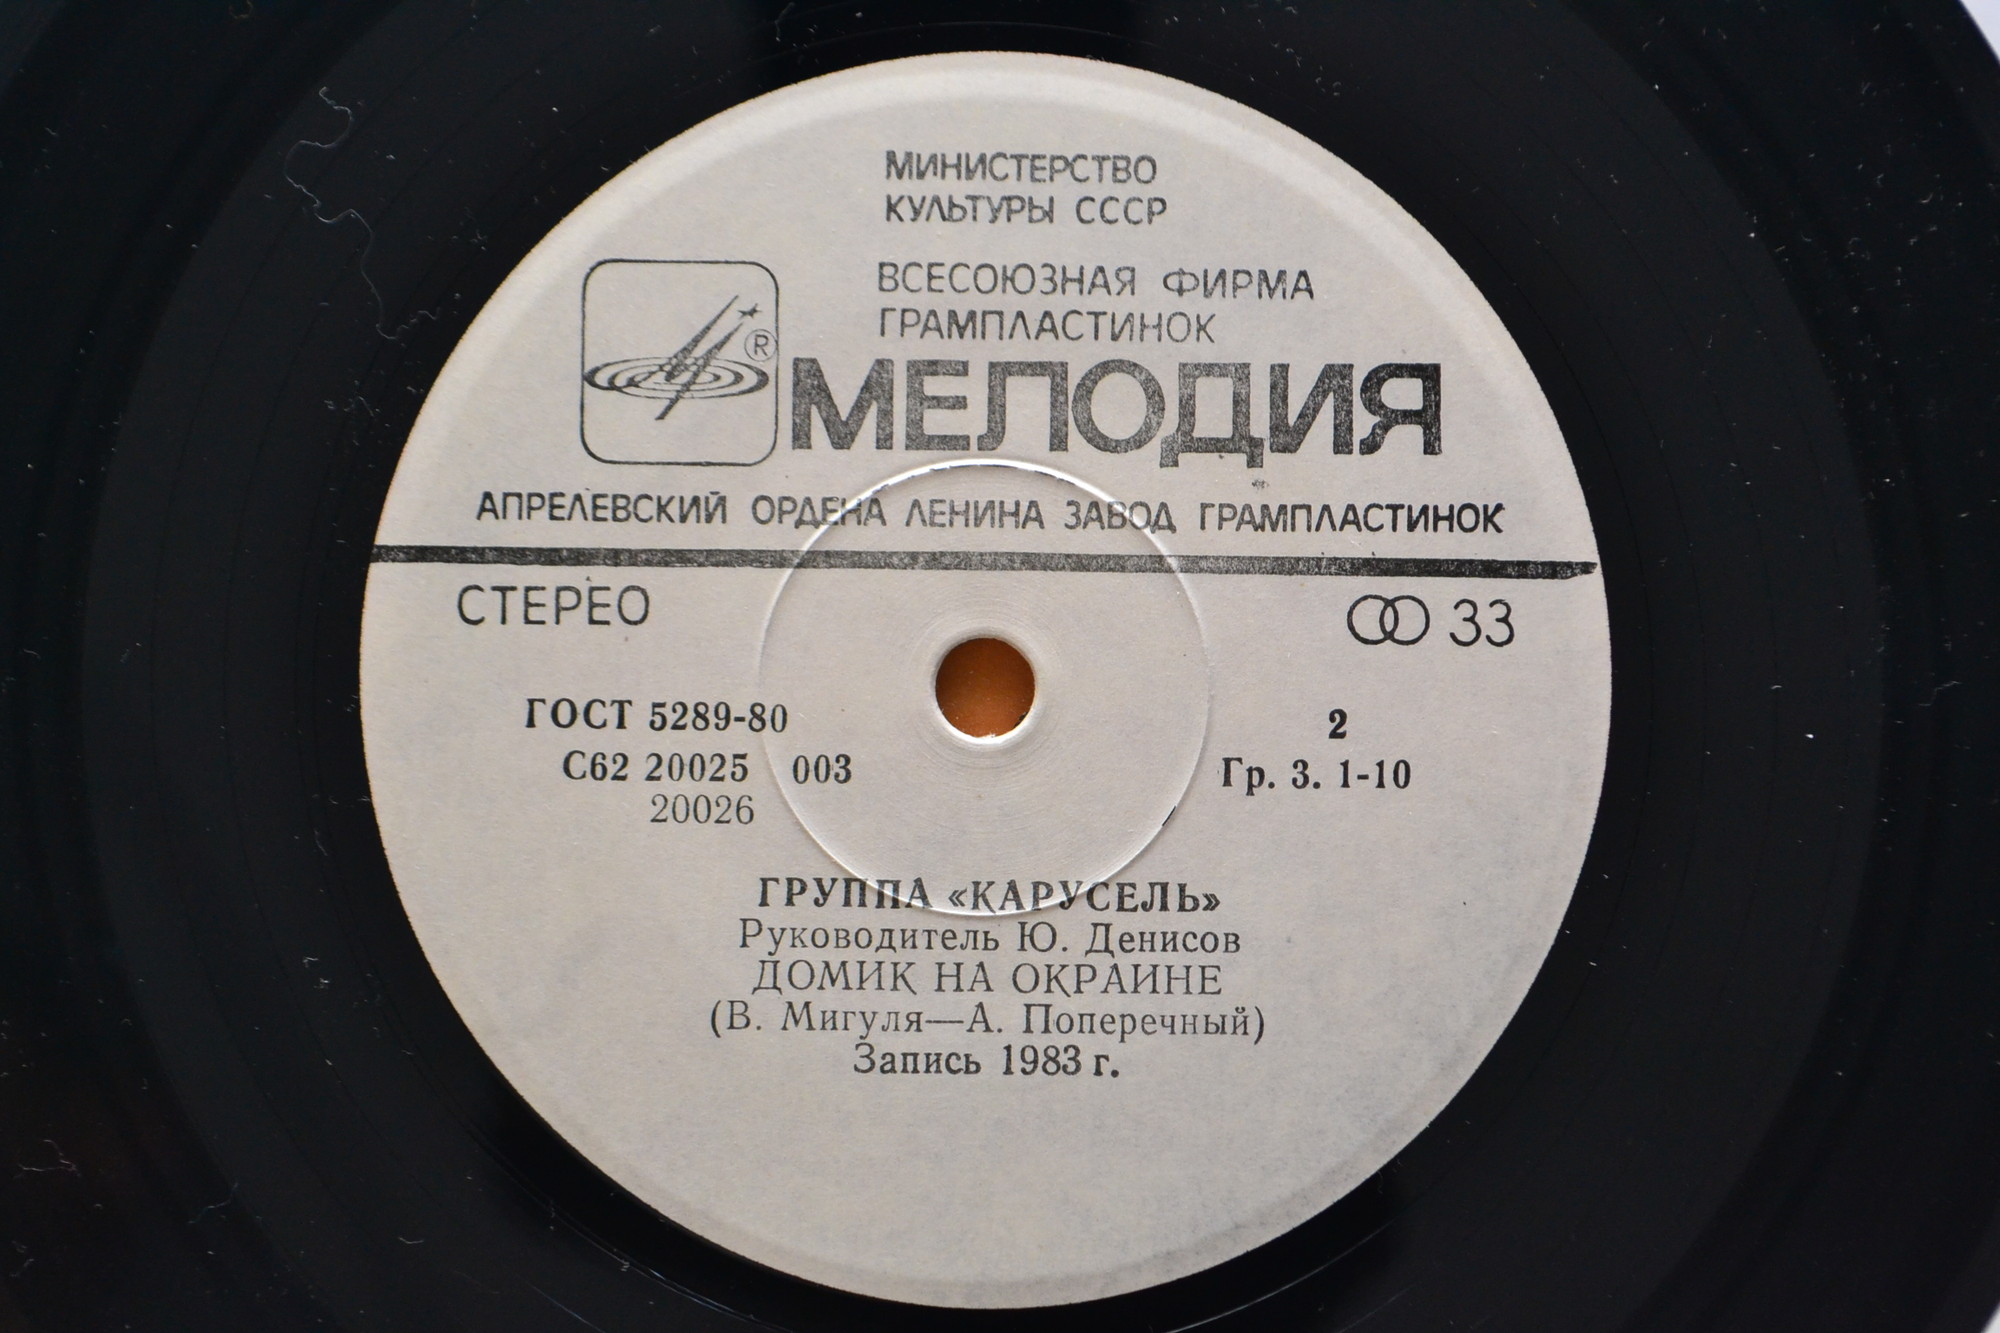 МИНИСТЕРСТВО
КУЛЬТУРЫ СССР
ВСЕСОЮЗНАЯ ФИРМА
ГРАМПЛАСТИНОК
®
МЕЛОДИЯ
АПРЕЛЕВСКИЙ ОРДЕНА ЛЕНИНА ЗАВОД ГРАМПЛАСТИНОК
СТЕРЕО
33
ГОСТ 5289-80
2
С62 20025 003
Гр. 3. 1-10
20026
ГРУППА «КАРУСЕЛЬ»
Руководитель Ю. Денисов
ДОМИК НА ОКРАИНЕ
(В. Мигуля—А. Поперечный)
Запись 1983 г.